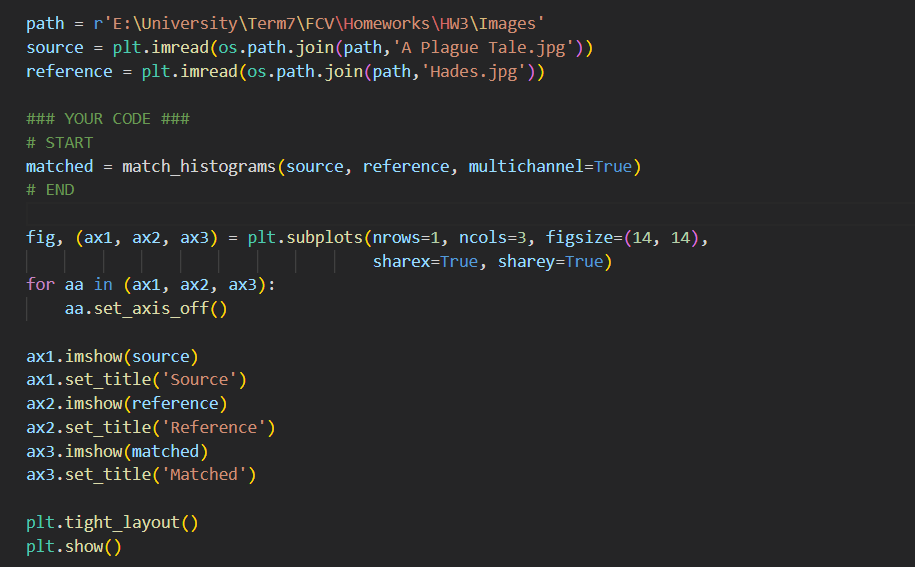 path = r'E:\University\Term7\FCV\Homeworks\HW3\Images'
source = plt.imread(os.path.join(path,'A Plague Tale.jpg'))
reference = plt.imread(os.path.join(path,'Hades.jpg'))
### YOUR CODE ###
# START
matched = match_histograms(source, reference, multichannel=True)
# END
fig, (ax1, ax2, ax3) = plt.subplots(nrows=1, ncols=3, figsize=(14, 14),
                                    sharex=True, sharey=True)
for aa in (ax1, ax2, ax3):
    aa.set_axis_off()
ax1.imshow(source)
ax1.set_title('Source')
ax2.imshow(reference)
ax2.set_title('Reference')
ax3.imshow(matched)
ax3.set_title('Matched')
plt.tight_layout()
plt.show()